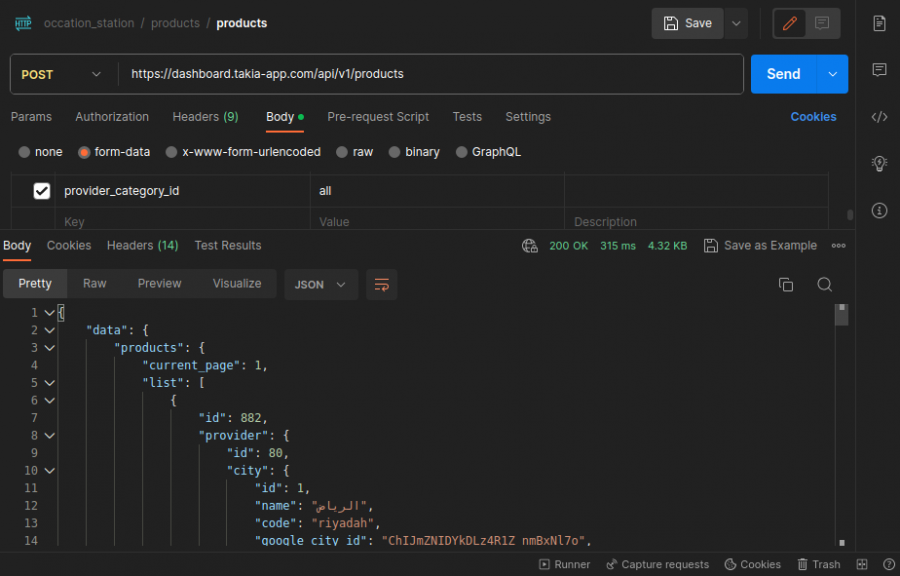 HTTP occation_station / products / products Save
POST https://dashboard.takia-app.com/api/v1/products Send
Params Authorization Headers (9) Body Pre-request Script Tests Settings Cookies
none form-data x-www-form-urlencoded raw binary GraphQL
provider_category_id all
Key Value Description
Body Cookies Headers (14) Test Results 200 OK 315 ms 4.32 KB Save as Example
Pretty Raw Preview Visualize JSON
1 {
2 "data": {
3 "products": {
4 "current_page": 1,
5 "list": [
6 {
7 "id": 882,
8 "provider": {
9 "id": 80,
10 "city": {
11 "id": 1,
12 "name": "الرياض",
13 "code": "riyadah",
14 "google_city_id": "ChIJmZNIDYkDLz4R1Z_nmBxNl7o",
Runner Capture requests Cookies Trash